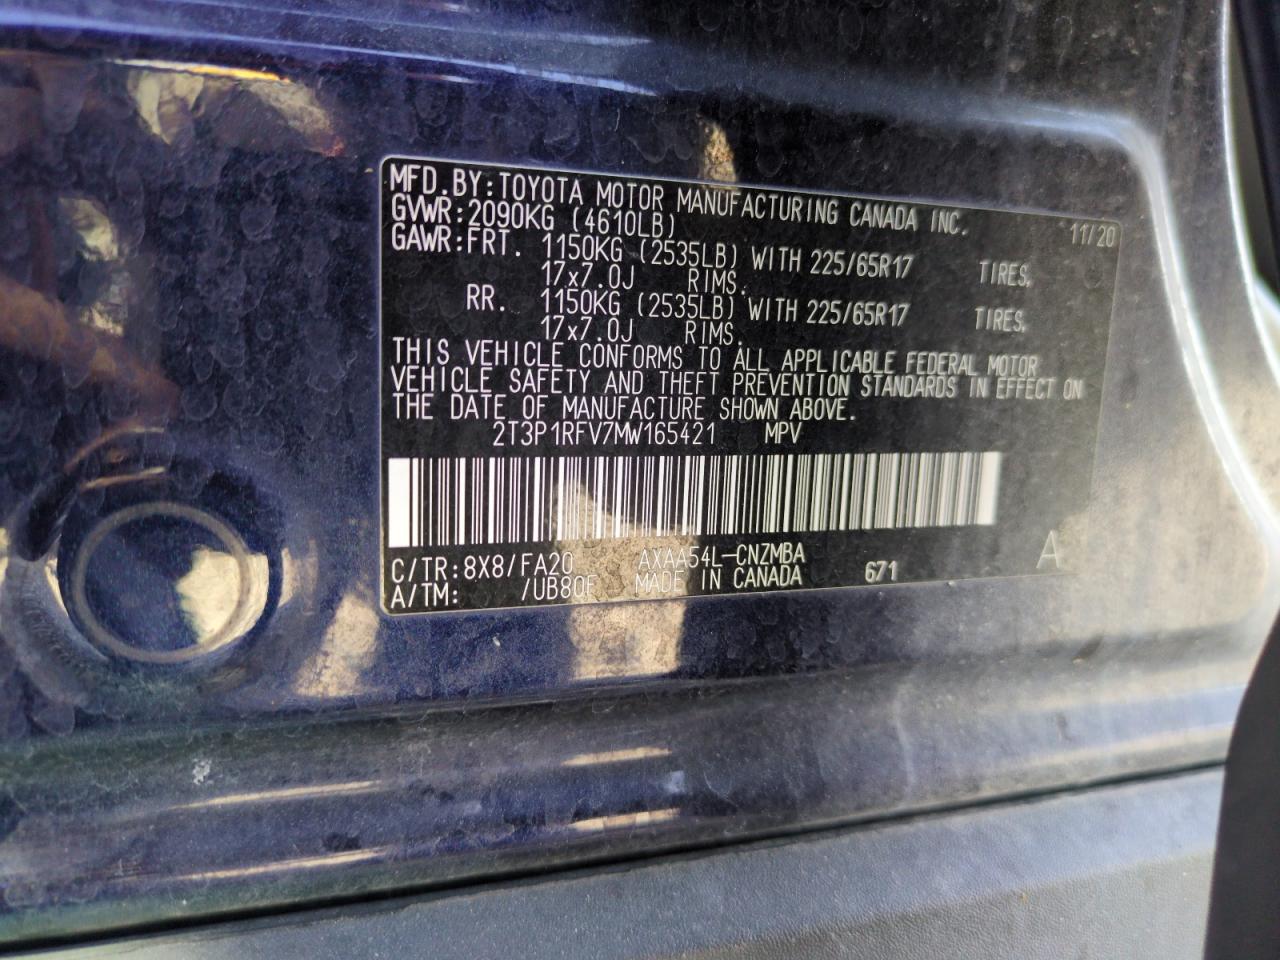 MFD.BY:TOYOTA MOTOR MANUFACTURING CANADA INC.
GVWR:2090KG (4610LB) 11/20
GAWR:FRT. 1150KG (2535LB) WITH 225/65R17 TIRES,
17x7.0J RIMS.
RR. 1150KG (2535LB) WITH 225/65R17 TIRES,
17x7.0J RIMS.
THIS VEHICLE CONFORMS TO ALL APPLICABLE FEDERAL MOTOR
VEHICLE SAFETY AND THEFT PREVENTION STANDARDS IN EFFECT ON
THE DATE OF MANUFACTURE SHOWN ABOVE.
2T3P1RFV7MW165421 MPV
C/TR:8X8/FA20 AXAA54L-CNZMBA
A/TM: /UB80F MADE IN CANADA 671 A